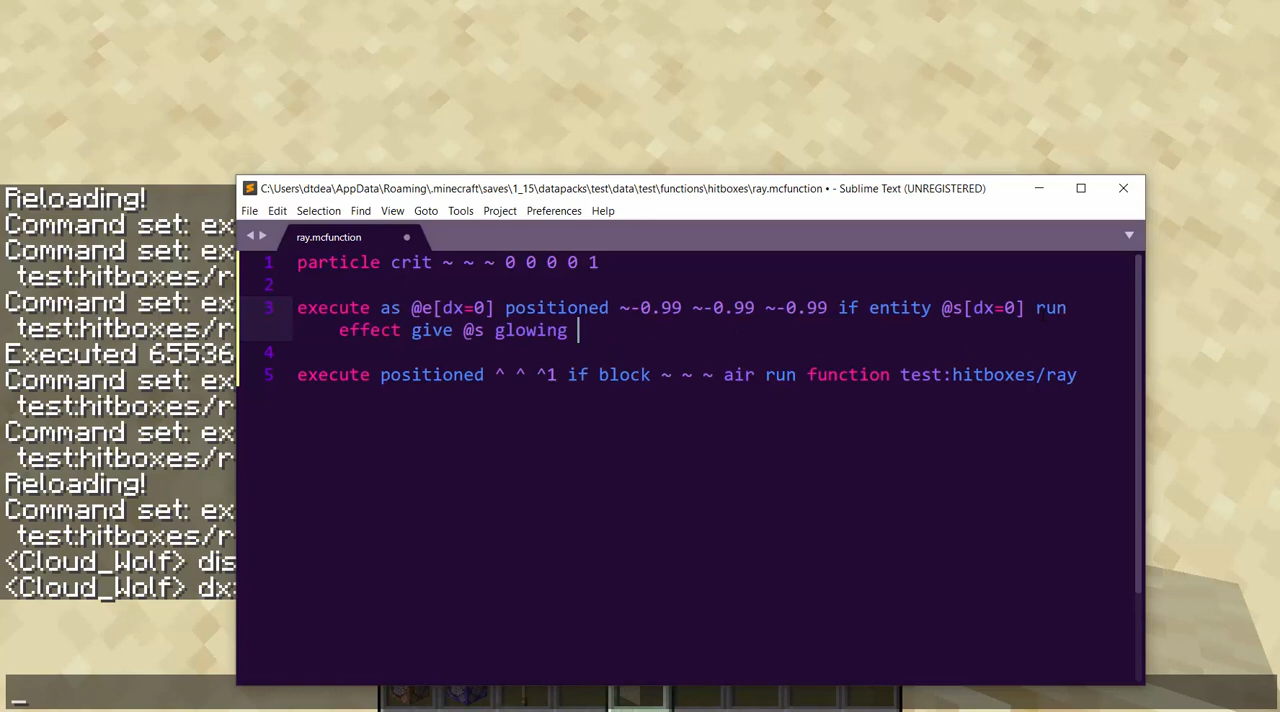 Reloading!
Command set: ex
Command set: ex
test:hitboxes/r
Command set: ex
test:hitboxes/r
Executed 65536
Command set: ex
test:hitboxes/r
Command set: ex
test:hitboxes/r
Reloading!
Command set: ex
test:hitboxes/r
<Cloud_Wolf> dis
<Cloud_Wolf> dx:
_
C:\Users\dtdea\AppData\Roaming\.minecraft\saves\1_15\datapacks\test\data\test\functions\hitboxes\ray.mcfunction • - Sublime Text (UNREGISTERED)
File Edit Selection Find View Goto Tools Project Preferences Help
ray.mcfunction
1 particle crit ~ ~ ~ 0 0 0 0 1
2
3 execute as @e[dx=0] positioned ~-0.99 ~-0.99 ~-0.99 if entity @s[dx=0] run
effect give @s glowing
4
5 execute positioned ^ ^ ^1 if block ~ ~ ~ air run function test:hitboxes/ray